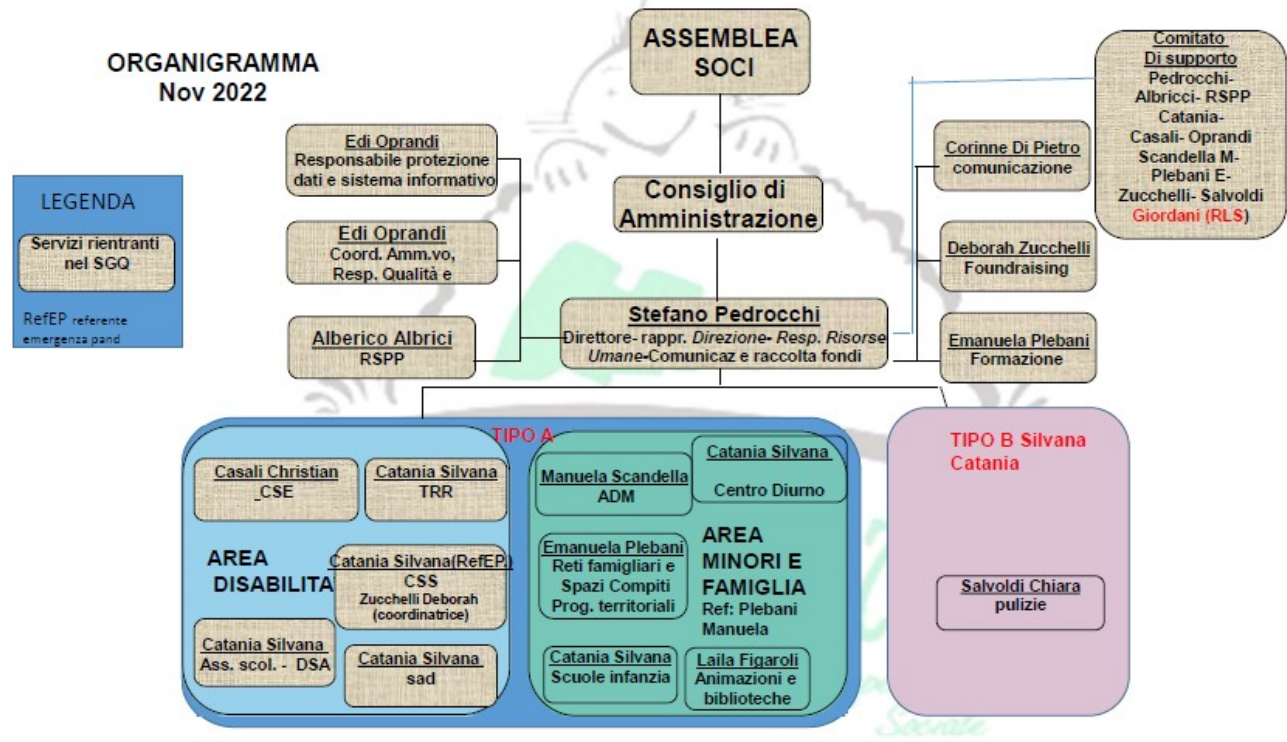 ORGANIGRAMMA
Nov 2022
ASSEMBLEA
SOCI
Comitato
Di supporto
Pedrocchi-
Albricci- RSPP
Catania-
Casali- Oprandi
Scandella M-
Plebani E-
Zucchelli- Salvoldi
Giordani (RLS)
Edi Oprandi
Responsabile protezione
dati e sistema informativo
Corinne Di Pietro
comunicazione
LEGENDA
Servizi rientranti
nel SGQ
RefEP referente
emergenza pand
Consiglio di
Amministrazione
Edi Oprandi
Coord. Amm.vo,
Resp. Qualità e
Deborah Zucchelli
Foundraising
Alberico Albrici
RSPP
Stefano Pedrocchi
Direttore- rappr. Direzione- Resp. Risorse
Umane-Comunicaz e raccolta fondi
Emanuela Plebani
Formazione
TIPO A
Casali Christian
_CSE
Catania Silvana
TRR
AREA
DISABILITA
Catania Silvana(RefEP.)
CSS
Zucchelli Deborah
(coordinatrice)
Catania Silvana
Ass. scol. - DSA
Catania Silvana
sad
Manuela Scandella
ADM
Catania Silvana
Centro Diurno
Emanuela Plebani
Reti famigliari e
Spazi Compiti
Prog. territoriali
AREA
MINORI E
FAMIGLIA
Ref: Plebani
Manuela
Catania Silvana
Scuole infanzia
Laila Figaroli
Animazioni e
biblioteche
TIPO B Silvana
Catania
Salvoldi Chiara
pulizie
Sociale